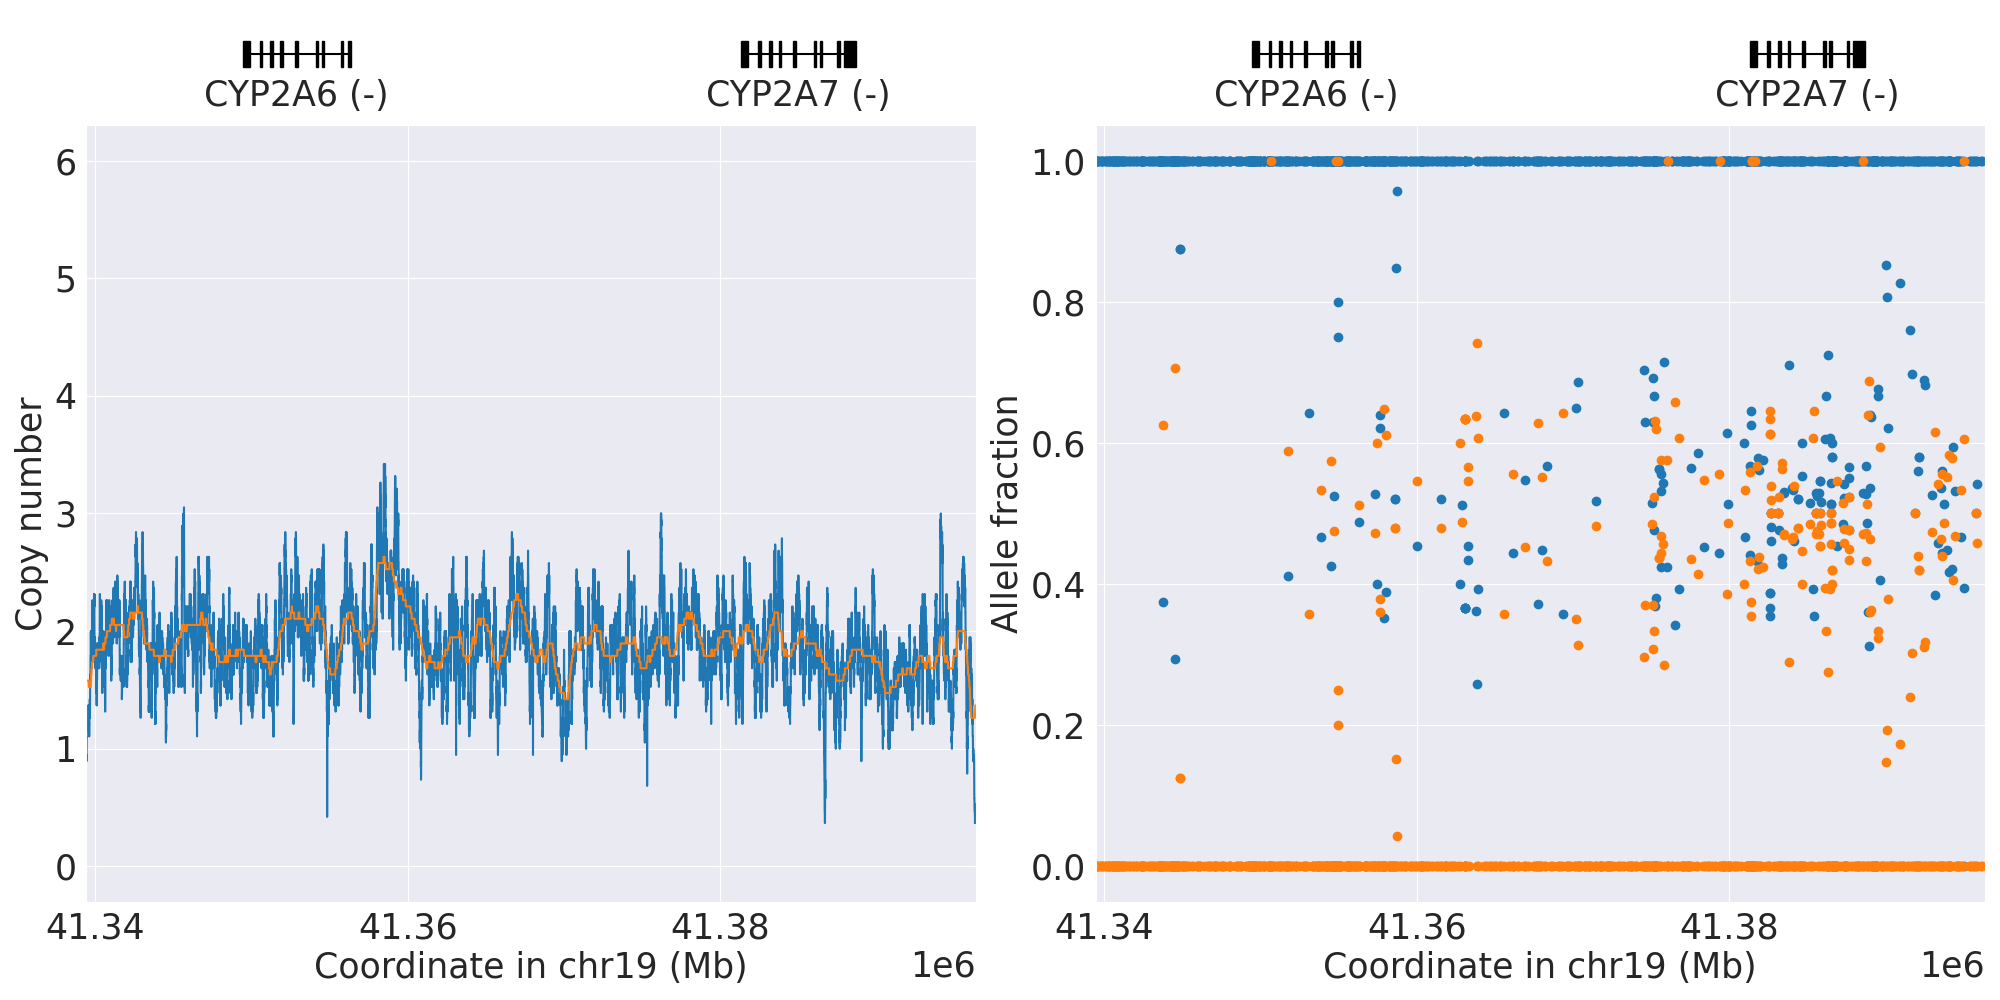 CYP2A6 (-)
CYP2A7 (-)
6
5
4
3
2
1
0
Copy number
41.34
41.36
41.38
Coordinate in chr19 (Mb)
1e6
CYP2A6 (-)
CYP2A7 (-)
1.0
0.8
0.6
0.4
0.2
0.0
Allele fraction
41.34
41.36
41.38
Coordinate in chr19 (Mb)
1e6